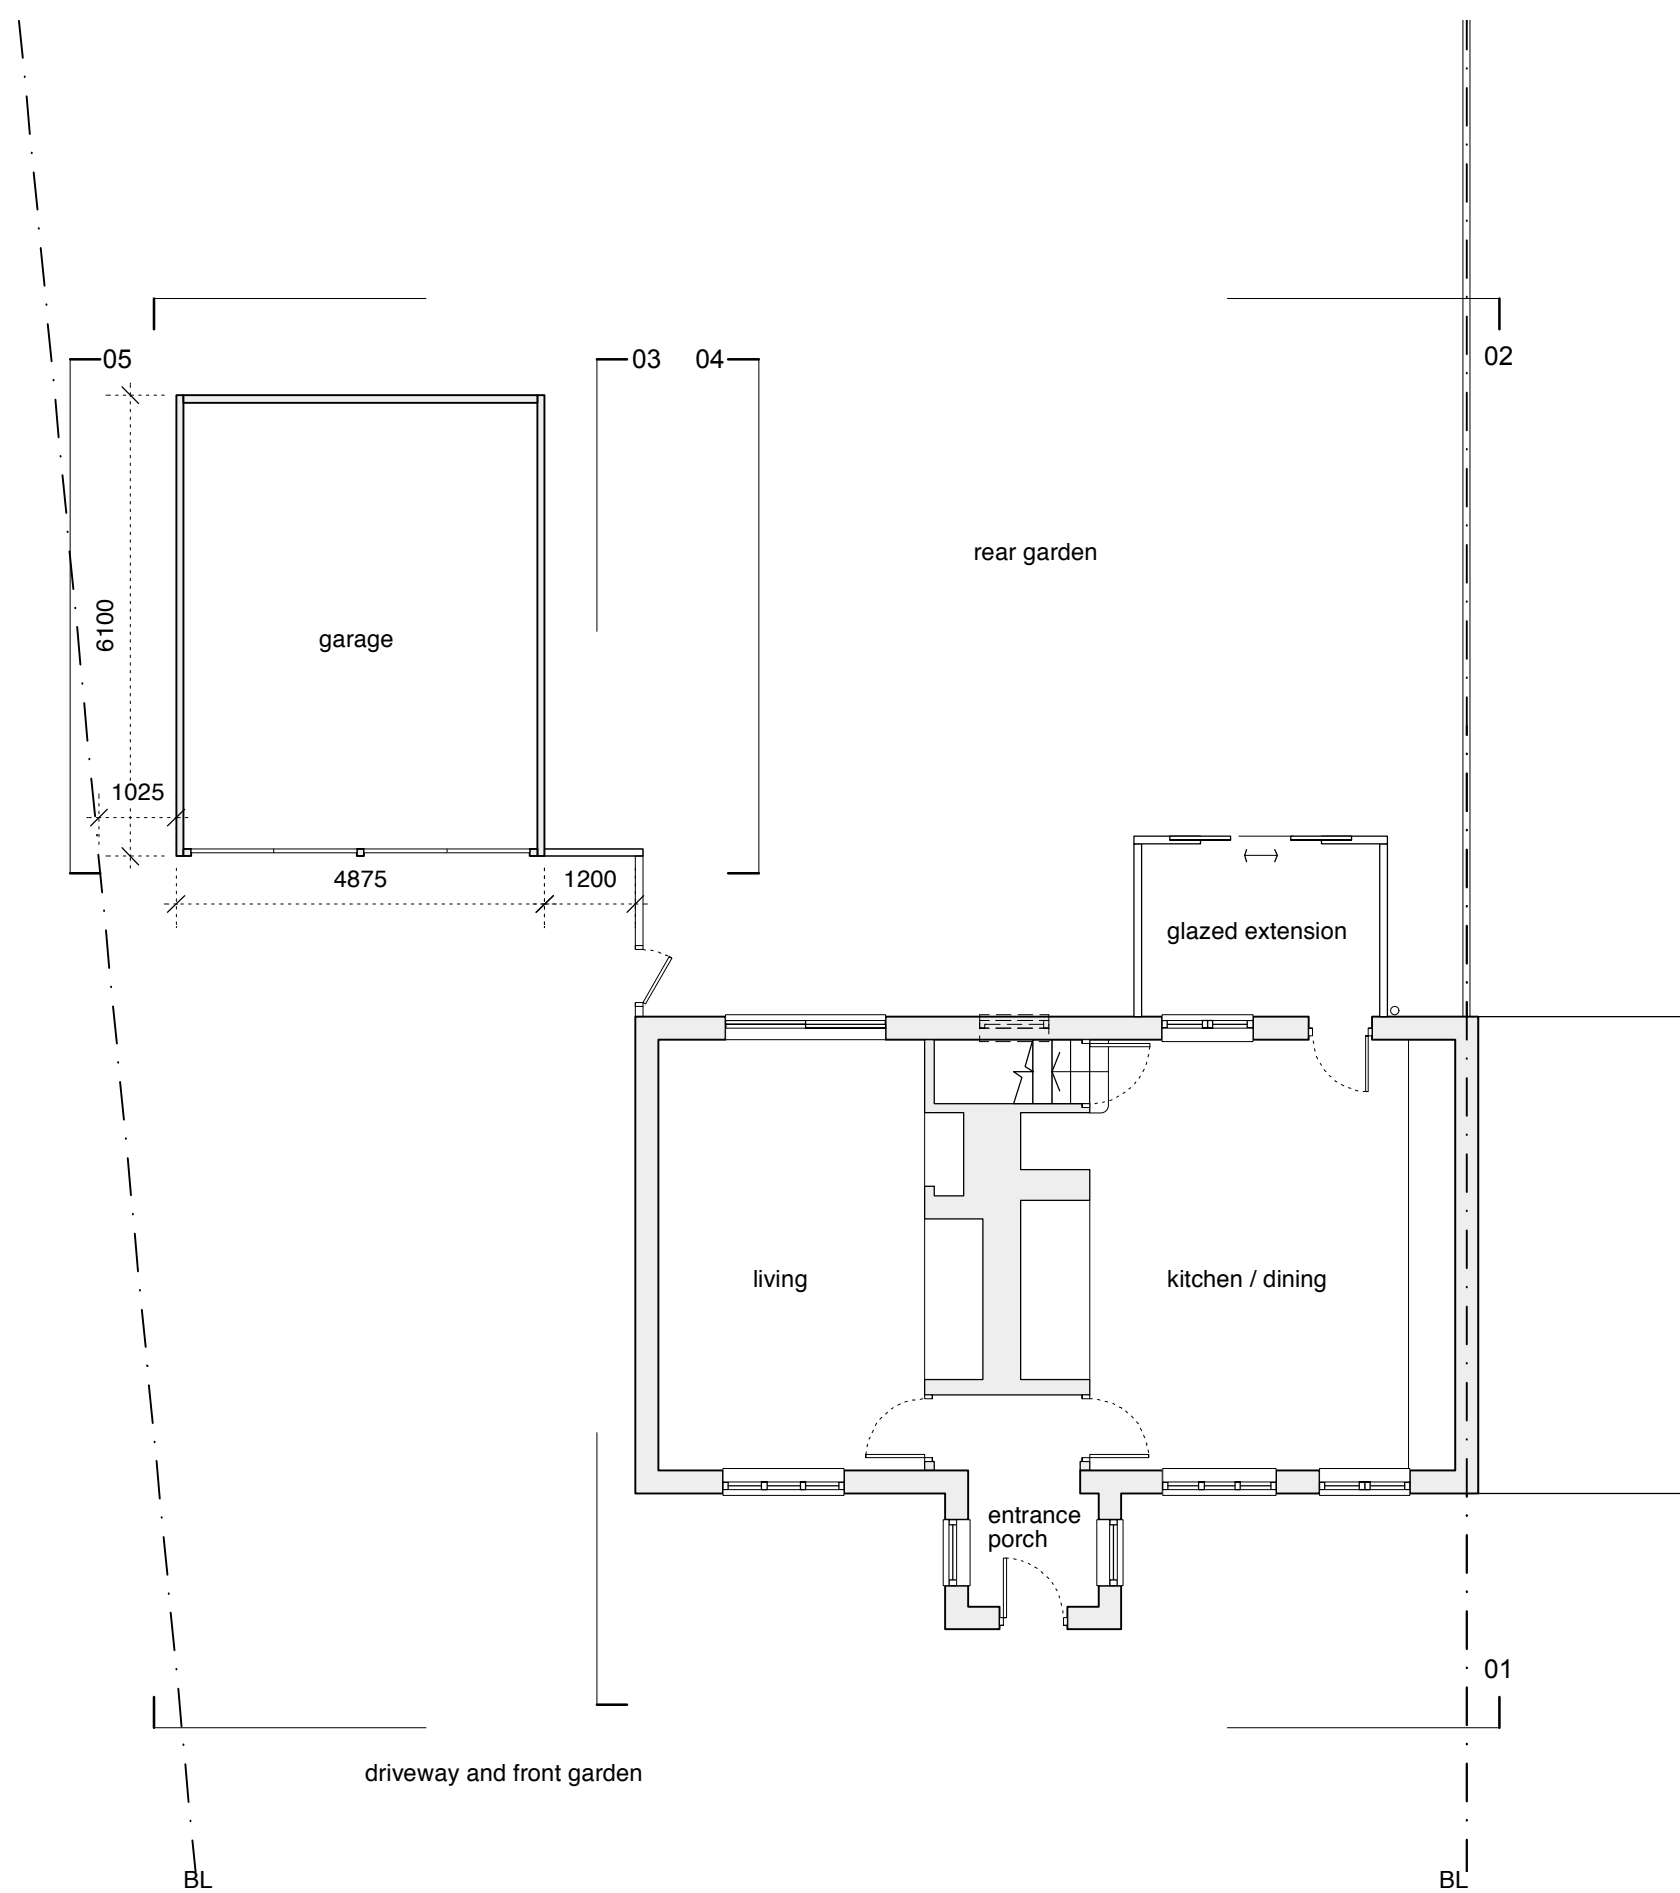 05
03
04
02
rear garden
6100
garage
1025
4875
1200
glazed extension
living
kitchen / dining
entrance
porch
01
driveway and front garden
BL
BL